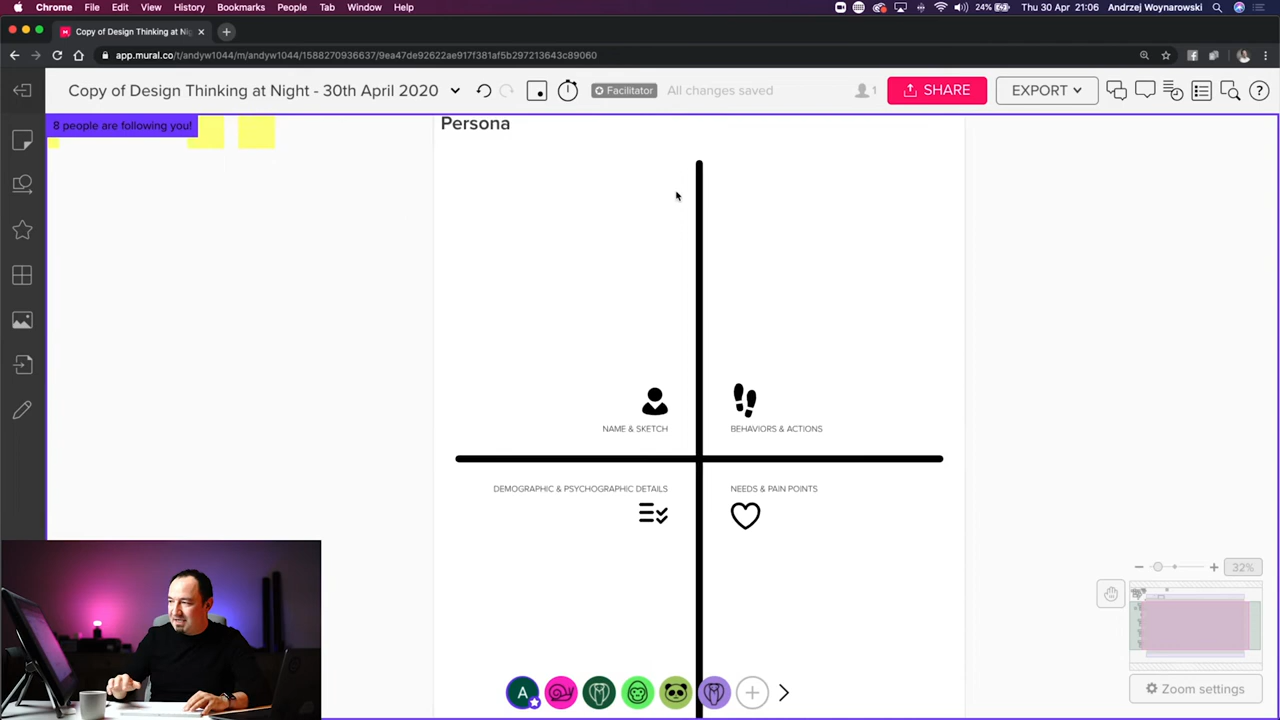 Chrome File Edit View History Bookmarks People Tab Window Help 24% Thu 30 Apr 21:06 Andrzej Woynarowski
Copy of Design Thinking at Nig
app.mural.co/t/andyw1044/m/andyw1044/1588270936637/9ea47de92622ae917f381af5b297213643c89060
Copy of Design Thinking at Night - 30th April 2020 Facilitator All changes saved 1 SHARE EXPORT
8 people are following you!
Persona
NAME & SKETCH BEHAVIORS & ACTIONS
DEMOGRAPHIC & PSYCHOGRAPHIC DETAILS NEEDS & PAIN POINTS
32%
A
Zoom settings